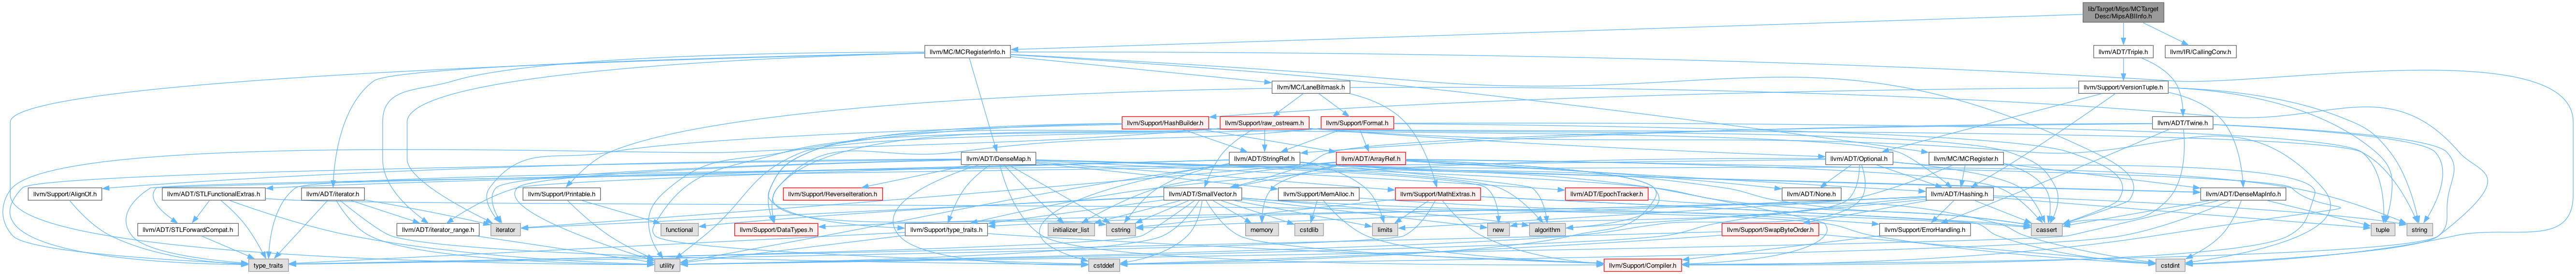 lib/Target/Mips/MCTarget
Desc/MipsABIInfo.h
llvm/MC/MCRegisterInfo.h
llvm/ADT/Triple.h
llvm/IR/CallingConv.h
llvm/MC/LaneBitmask.h
llvm/Support/VersionTuple.h
llvm/Support/HashBuilder.h
llvm/Support/raw_ostream.h
llvm/Support/Format.h
llvm/ADT/Twine.h
llvm/ADT/DenseMap.h
llvm/ADT/StringRef.h
llvm/ADT/ArrayRef.h
llvm/ADT/Optional.h
llvm/MC/MCRegister.h
llvm/Support/AlignOf.h
llvm/ADT/STLFunctionalExtras.h
llvm/ADT/iterator.h
llvm/Support/Printable.h
llvm/Support/ReverseIteration.h
llvm/ADT/SmallVector.h
llvm/Support/MemAlloc.h
llvm/Support/MathExtras.h
llvm/ADT/EpochTracker.h
llvm/ADT/None.h
llvm/ADT/Hashing.h
llvm/ADT/DenseMapInfo.h
llvm/ADT/STLForwardCompat.h
llvm/ADT/iterator_range.h
iterator
functional
llvm/Support/DataTypes.h
llvm/Support/type_traits.h
initializer_list
cstring
memory
cstdlib
limits
new
algorithm
llvm/Support/SwapByteOrder.h
llvm/Support/ErrorHandling.h
cassert
tuple
string
type_traits
utility
cstddef
llvm/Support/Compiler.h
cstdint